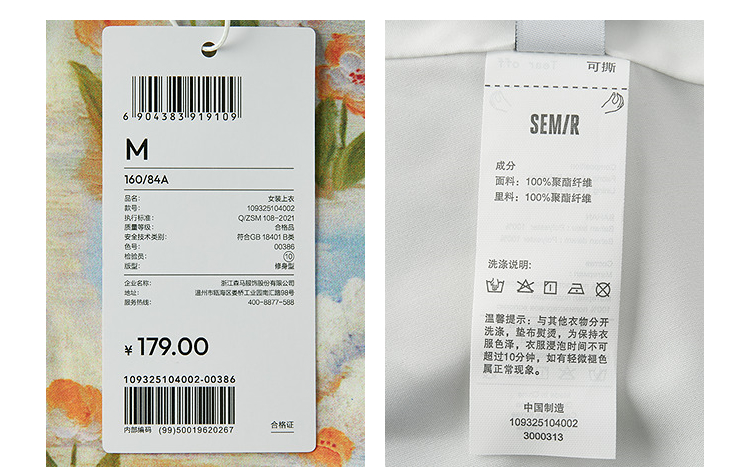 6 904383 919109
M
160/84A
品名: 女装上衣
款号: 109325104002
执行标准: Q/ZSM 108-2021
质量等级: 合格品
安全技术类别: 符合GB 18401 B类
色号: 00386
检验员: 10
版型: 修身型
企业名称: 浙江森马服饰股份有限公司
地址: 温州市瓯海区娄桥工业园南汇路98号
服务热线: 400-8877-588
¥ 179.00
109325104002-00386
内部编码 (99)50019620267
合格证
Tear off
可撕
SEMIR
成分
面料: 100%聚酯纤维
里料: 100%聚酯纤维
洗涤说明:
温馨提示: 与其他衣物分开
洗涤, 垫布熨烫, 为保持衣
服色泽, 衣服浸泡时间不可
超过10分钟, 如有轻微褪色
属正常现象。
中国制造
109325104002
3000313